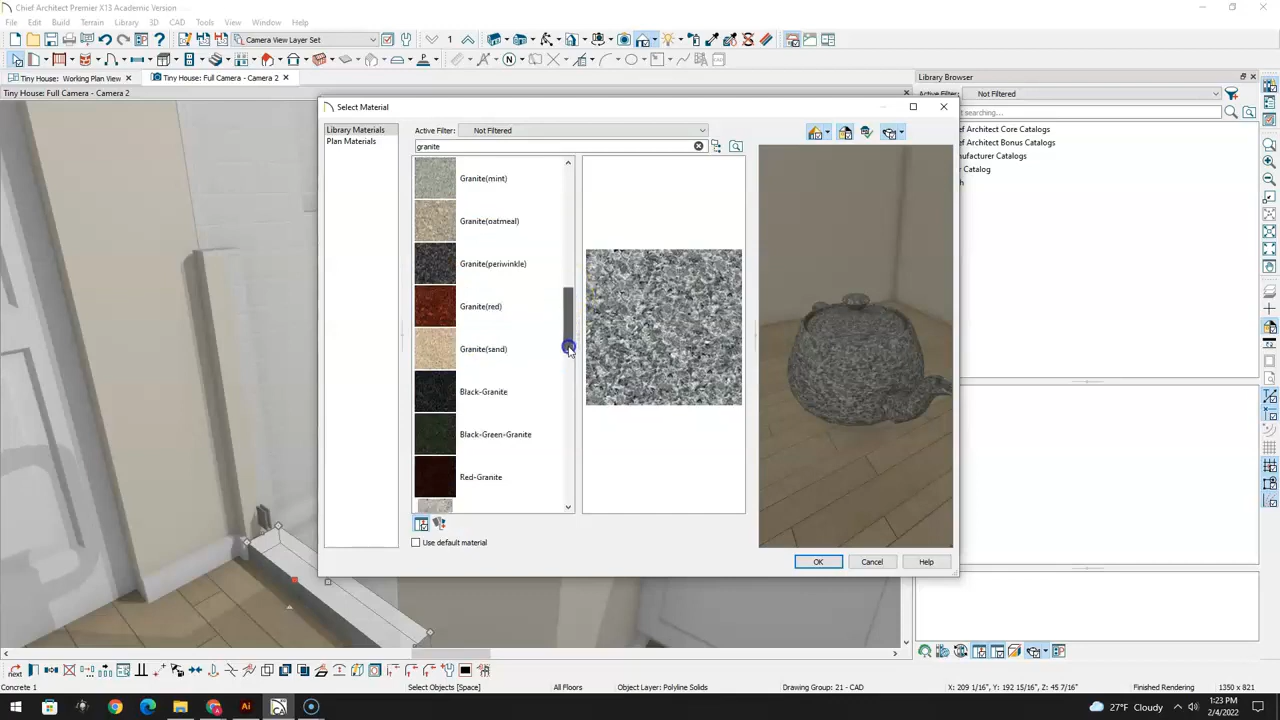 Chief Architect Premier X13 Academic Version
File Edit Build Terrain Library 3D CAD Tools View Window Help
Camera View Layer Set
Tiny House: Working Plan View
Tiny House: Full Camera - Camera 2
Tiny House: Full Camera - Camera 2
Library Browser
Active Filter: Not Filtered
searching...
ef Architect Core Catalogs
ef Architect Bonus Catalogs
nufacturer Catalogs
r Catalog
h
Select Material
Library Materials
Plan Materials
Active Filter: Not Filtered
granite
Granite(mint)
Granite(oatmeal)
Granite(periwinkle)
Granite(red)
Granite(sand)
Black-Granite
Black-Green-Granite
Red-Granite
Use default material
OK Cancel Help
Concrete 1
Select Objects [Space]
All Floors
Object Layer: Polyline Solids
Drawing Group: 21 - CAD
X: 209 1/16", Y: 192 15/16", Z: 45 7/16"
Finished Rendering
1350 x 821
27°F Cloudy
1:23 PM
2/4/2022